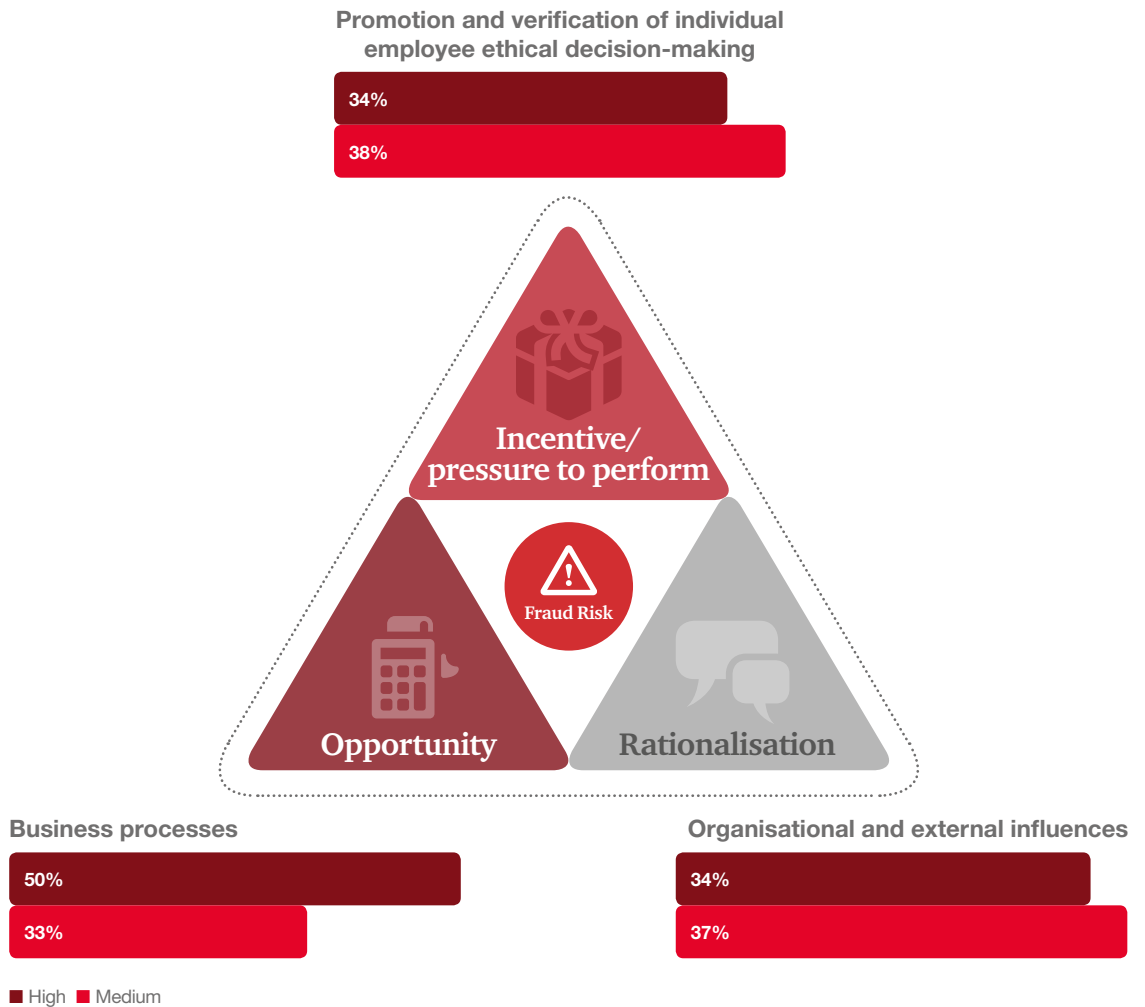 Promotion and verification of individual
employee ethical decision-making
34%
38%
Incentive/
pressure to perform
Fraud Risk
Opportunity
Rationalisation
Business processes
50%
33%
Organisational and external influences
34%
37%
High Medium